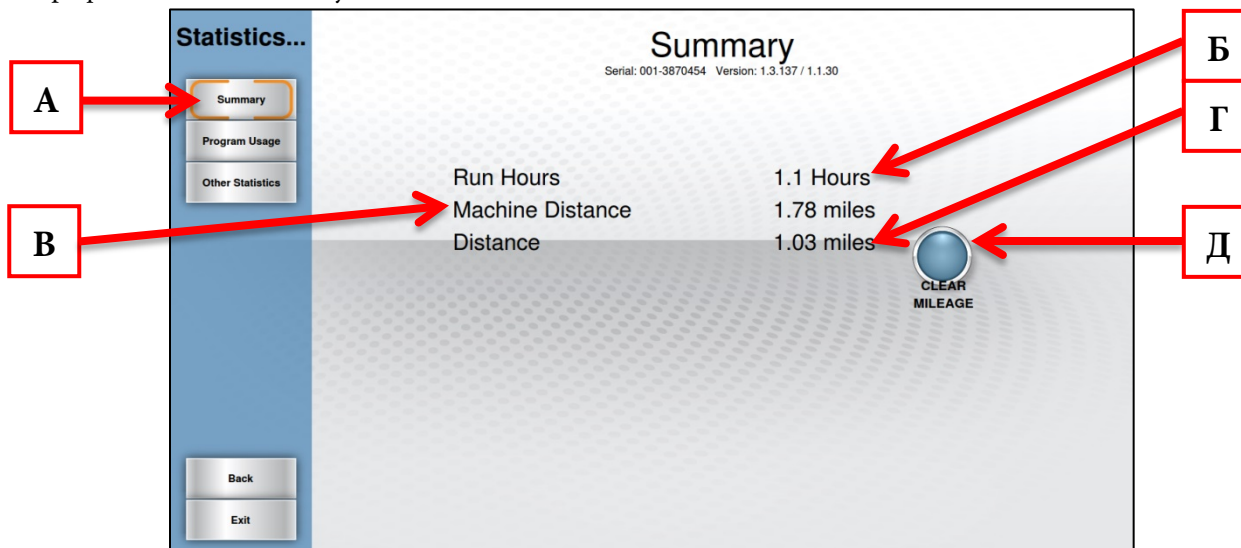 Statistics...
Summary
Serial: 001-3870454 Version: 1.3.137 / 1.1.30
А
Summary
Program Usage
Other Statistics
Б
Г
Run Hours 1.1 Hours
Machine Distance 1.78 miles
Distance 1.03 miles
В
Д
CLEAR
MILEAGE
Back
Exit